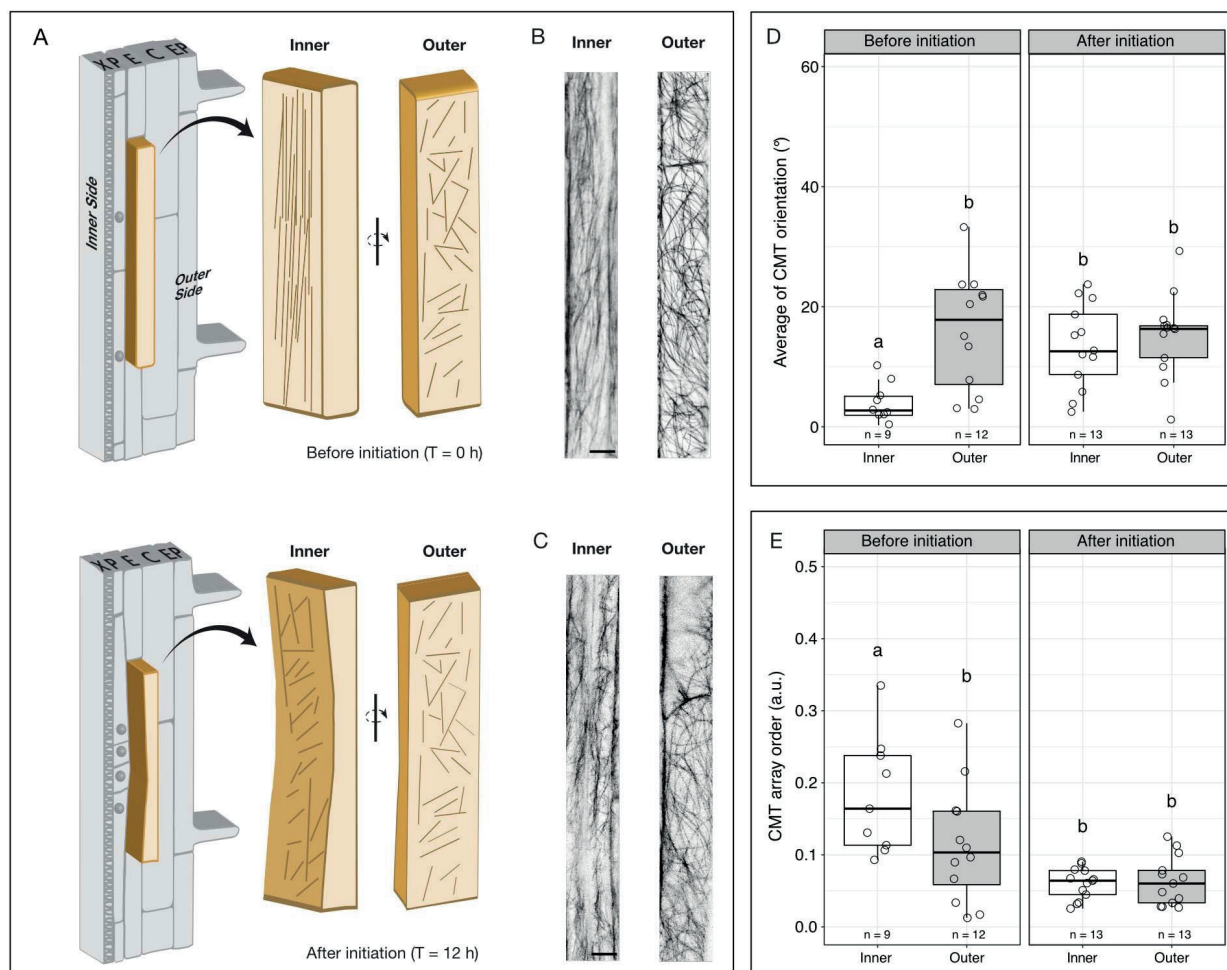 A
XP E C EP
Inner
Outer
Inner Side
Outer
Side
Before initiation (T = 0 h)
B
Inner
Outer
XP E C EP
Inner
Outer
After initiation (T = 12 h)
C
Inner
Outer
D
Before initiation
After initiation
Average of CMT orientation (°)
60
40
20
0
a
b
b
b
n = 9
n = 12
n = 13
n = 13
Inner
Outer
Inner
Outer
E
Before initiation
After initiation
CMT array order (a.u.)
0.5
0.4
0.3
0.2
0.1
0.0
a
b
b
b
n = 9
n = 12
n = 13
n = 13
Inner
Outer
Inner
Outer